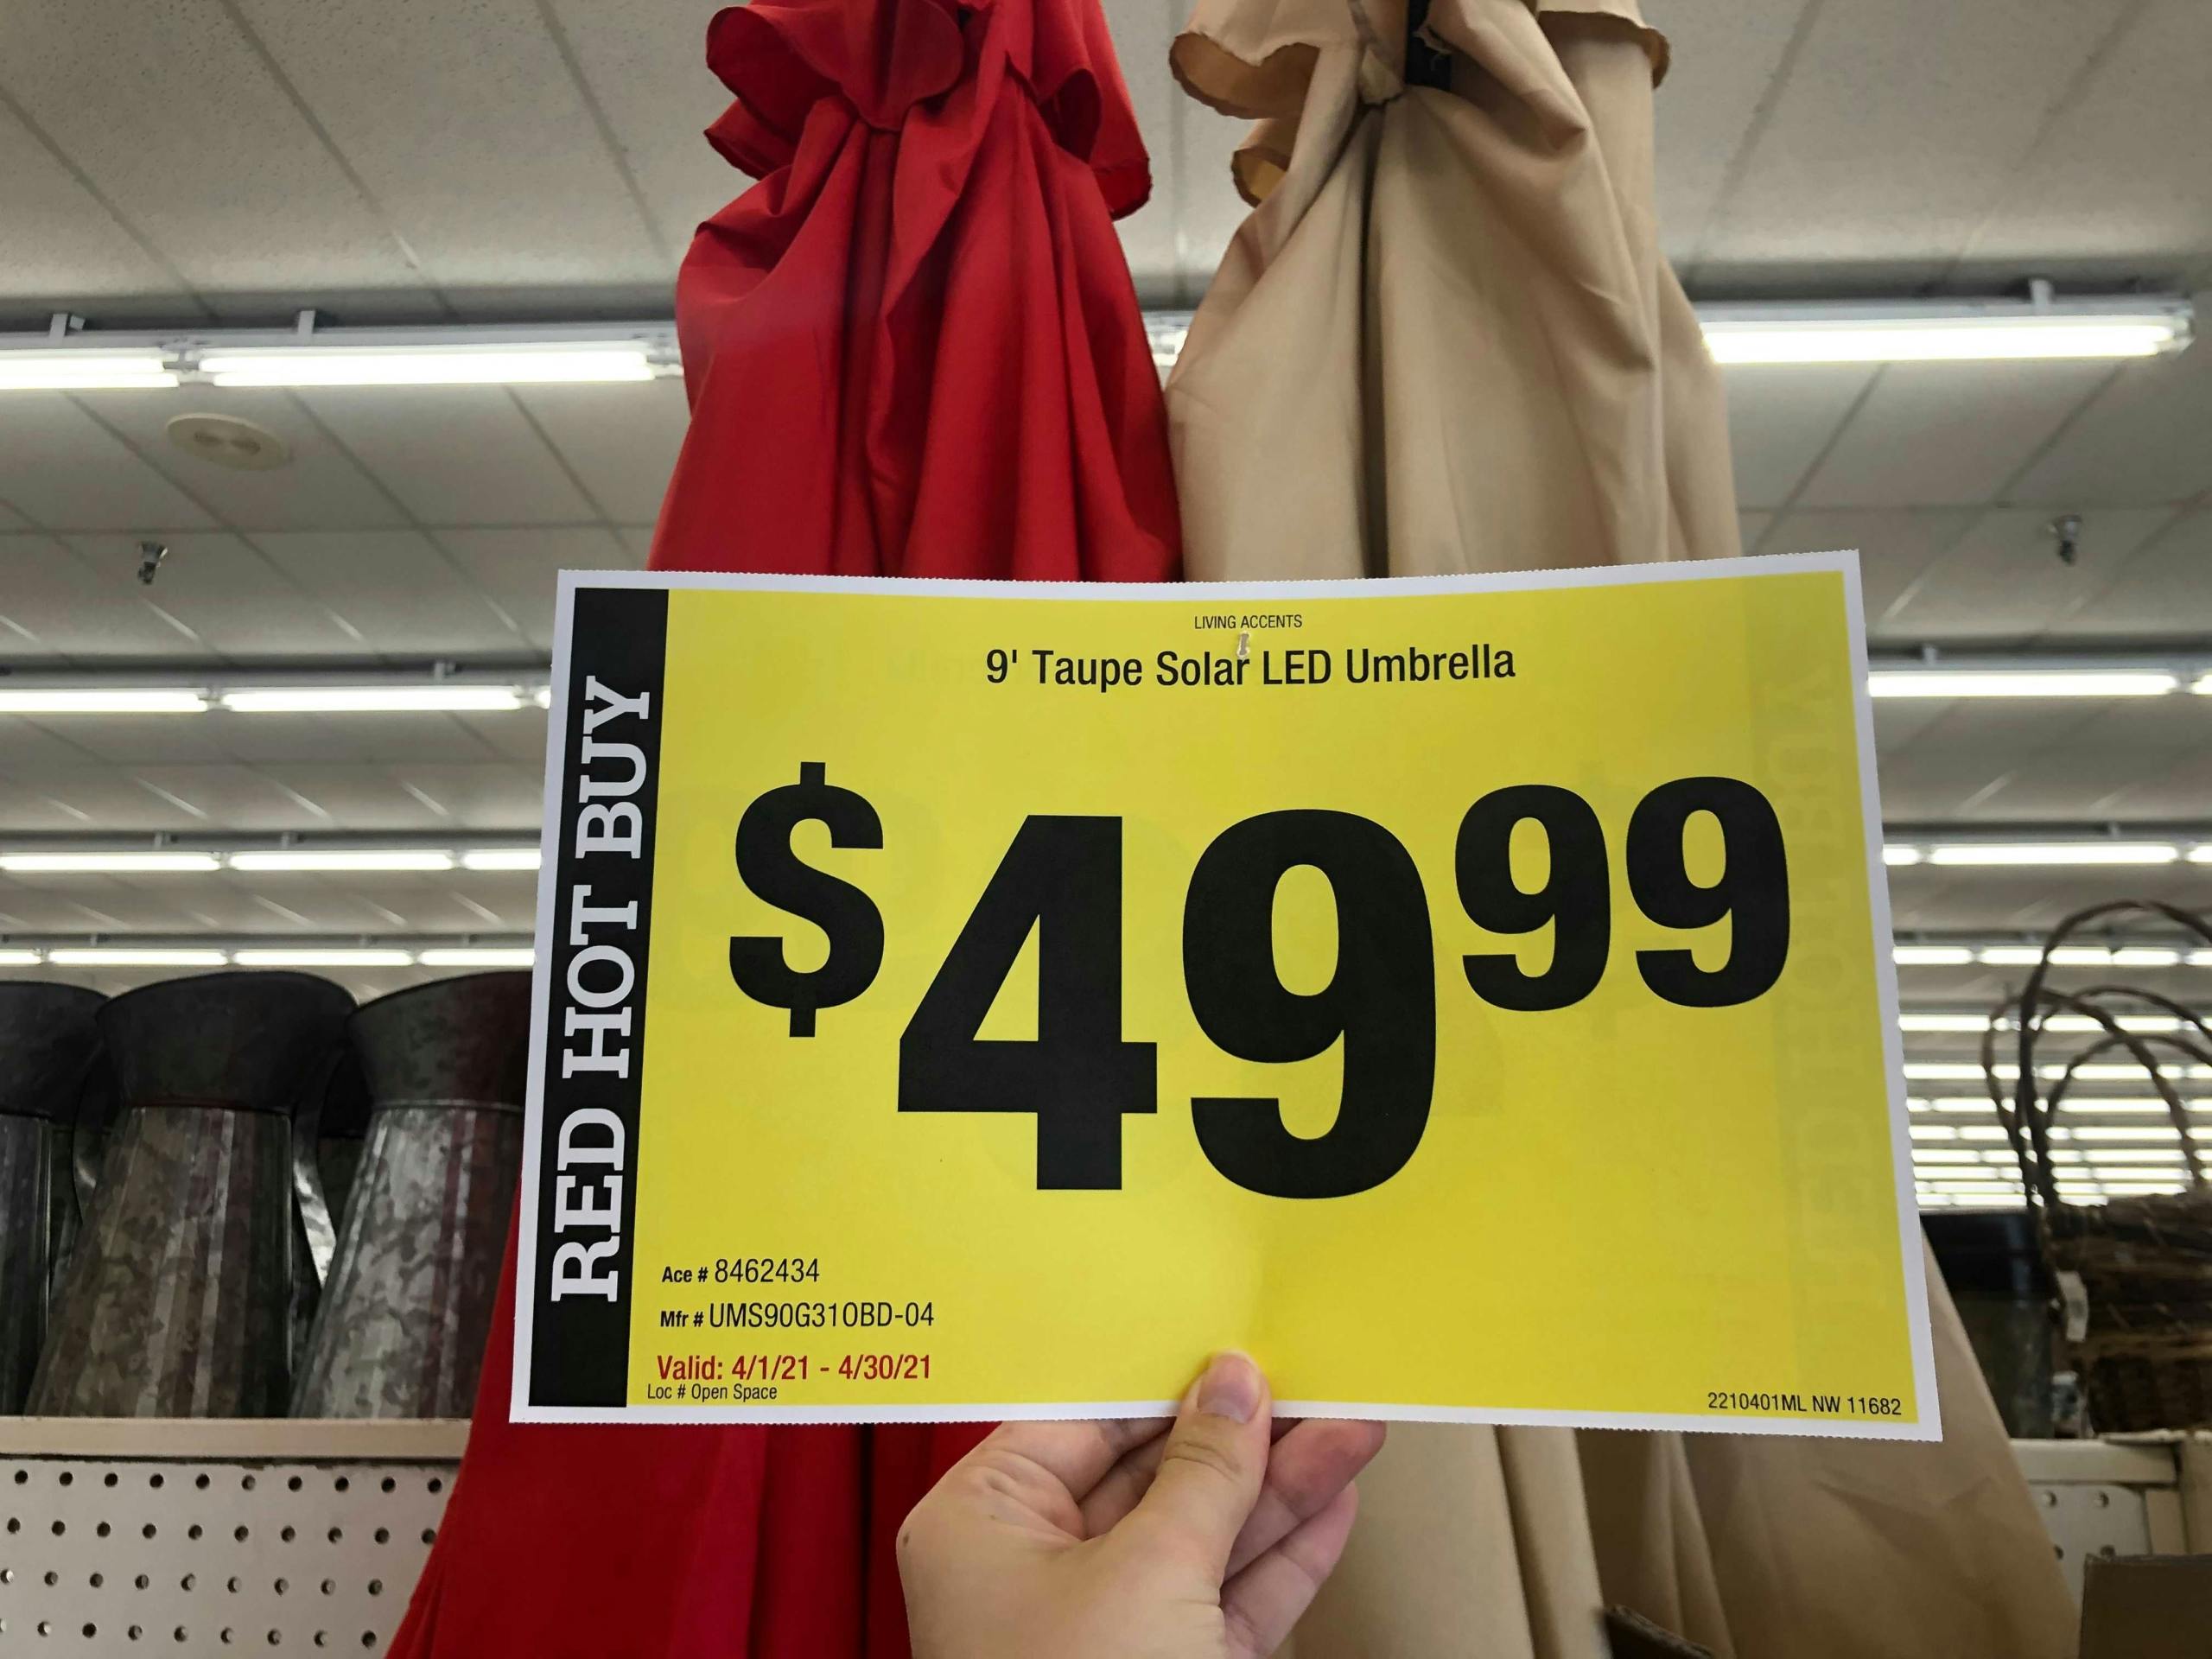 LIVING ACCENTS
9' Taupe Solar LED Umbrella
RED HOT BUY
$49 99
Ace # 8462434
Mfr # UMS90G31OBD-04
Valid: 4/1/21 - 4/30/21
Loc # Open Space
2210401ML NW 11682